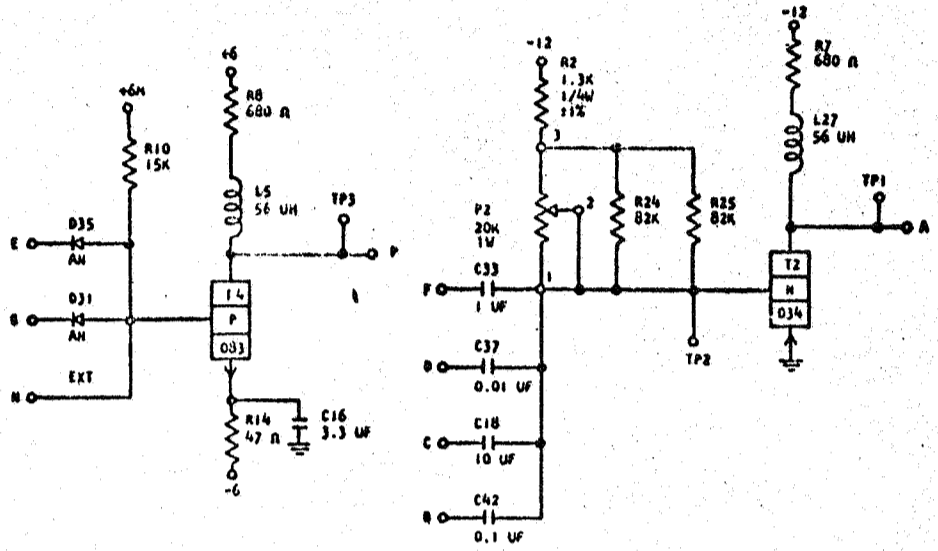 +6M
R10
15K
E
D35
AN
G
D31
AN
N
EXT
+6
R8
680 Ω
L5
56 UH
TP3
P
P
083
R14
47 Ω
C16
3.3 UF
-6
-12
R2
1.3K
1/4W
±1%
3
P2
20K
1W
2
1
R24
82K
R25
82K
F
C33
1 UF
D
C37
0.01 UF
C
C18
10 UF
C42
0.1 UF
TP2
-12
R7
680 Ω
L27
56 UH
TP1
A
T2
N
034